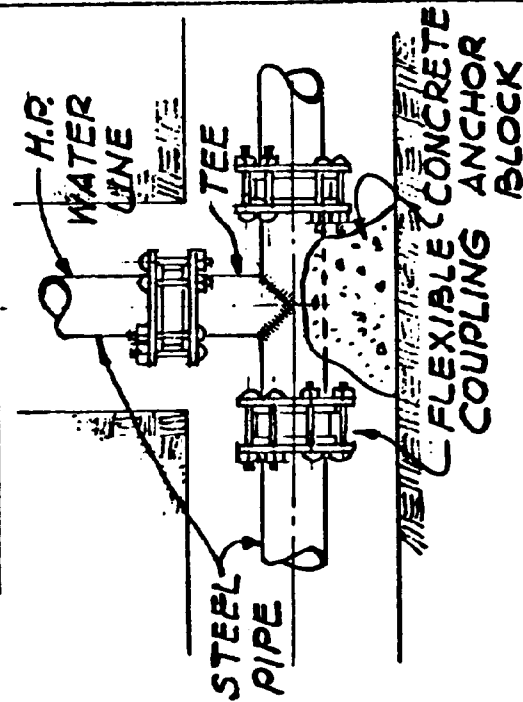 H.P.
WATER
LINE
TEE
STEEL
PIPE
FLEXIBLE
COUPLING
CONCRETE
ANCHOR
BLOCK